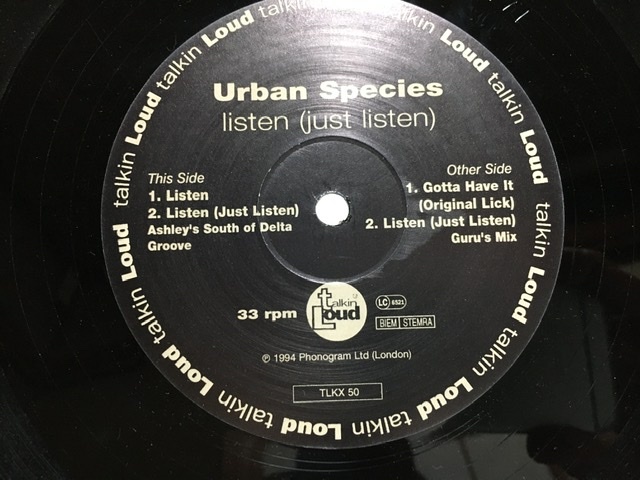 talkin Loud talkin Loud talkin Loud talkin Loud talkin Loud talkin Loud talkin Loud talkin Loud
Urban Species
listen (just listen)
This Side
1. Listen
2. Listen (Just Listen)
Ashley's South of Delta
Groove
Other Side
1. Gotta Have It
(Original Lick)
2. Listen (Just Listen)
Guru's Mix
33 rpm
talkin
Loud
LC 6521
BIEM STEMRA
℗ 1994 Phonogram Ltd (London)
TLKX 50